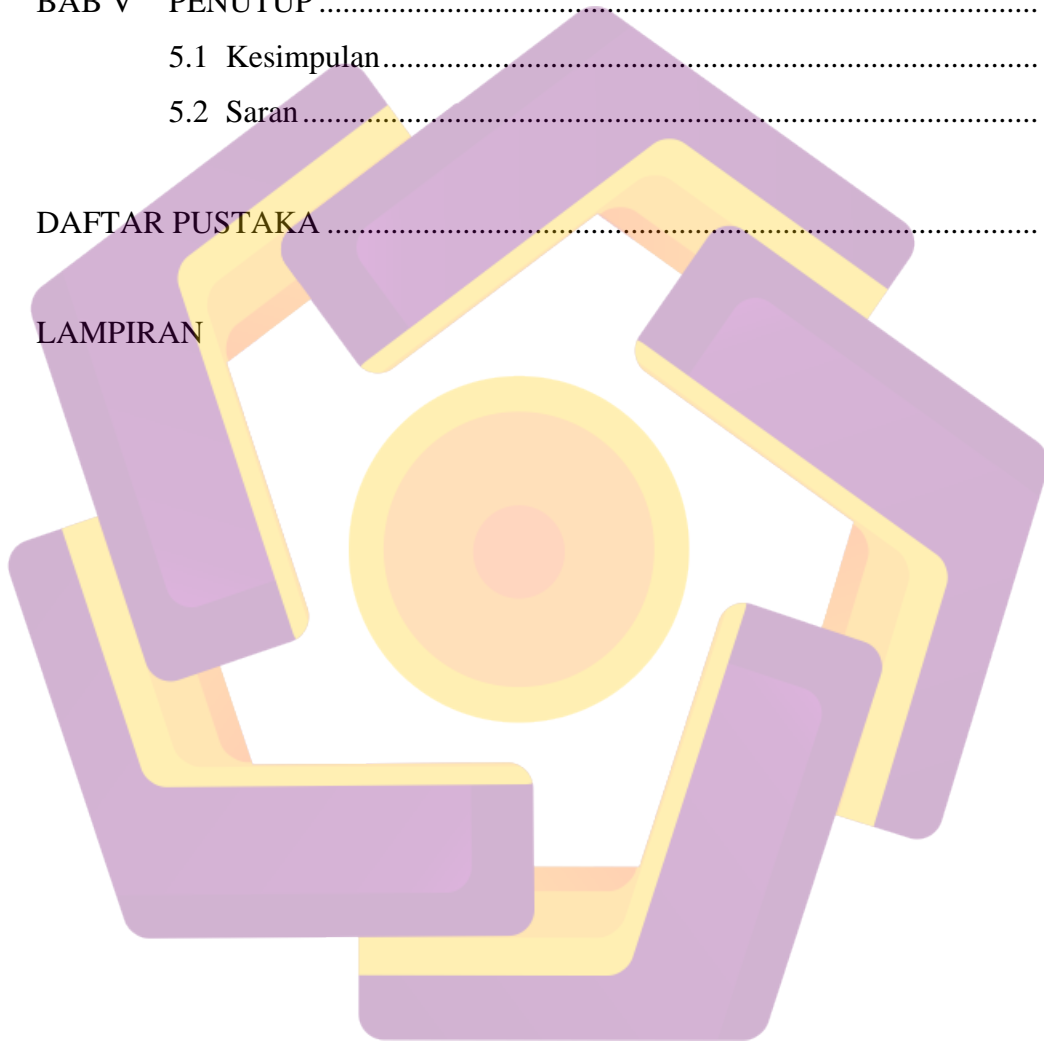 BAB V PENUTUP ................................................................................................
5.1 Kesimpulan...................................................................................
5.2 Saran.............................................................................................
DAFTAR PUSTAKA .........................................................................................
LAMPIRAN